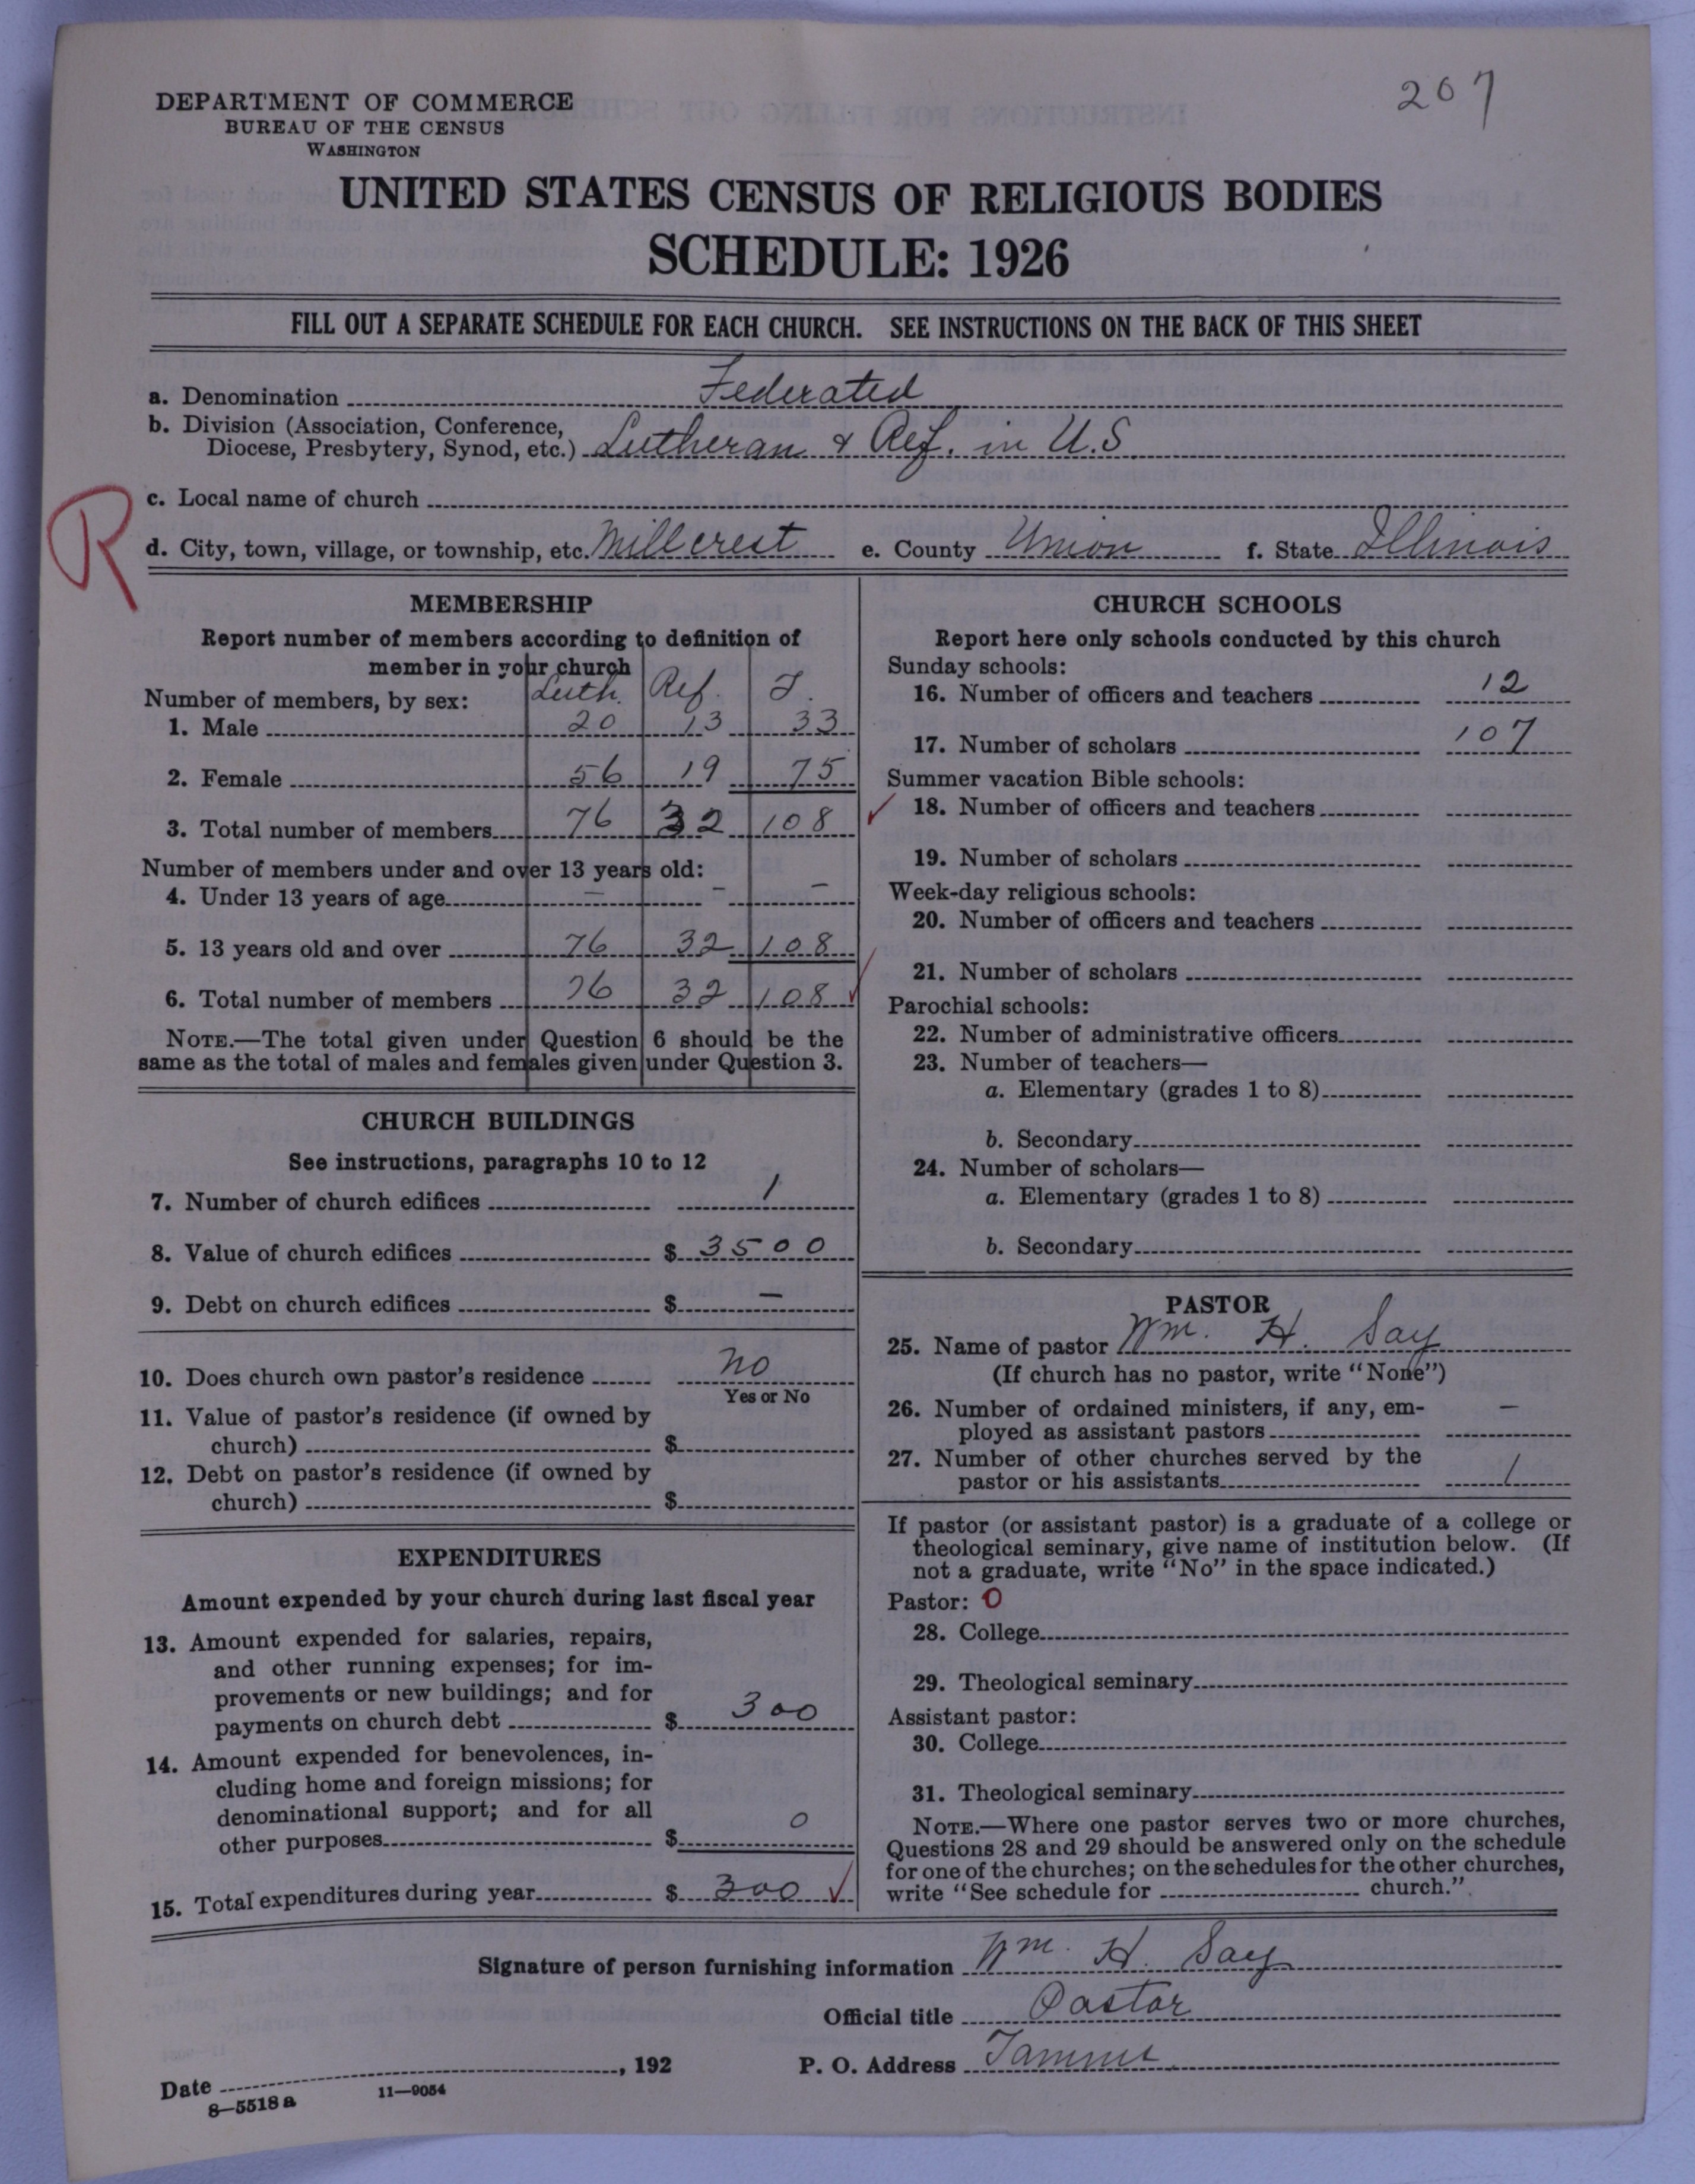 207
DEPARTMENT OF COMMERCE
BUREAU OF THE CENSUS
WASHINGTON
UNITED STATES CENSUS OF RELIGIOUS BODIES
SCHEDULE: 1926
FILL OUT A SEPARATE SCHEDULE FOR EACH CHURCH. SEE INSTRUCTIONS ON THE BACK OF THIS SHEET
a. Denomination Federated
b. Division (Association, Conference,
Diocese, Presbytery, Synod, etc.) Lutheran & Ref. in U.S
c. Local name of church
R
d. City, town, village, or township, etc. Millcrest e. County Union f. State Illinois
MEMBERSHIP
Report number of members according to definition of
member in your church
Number of members, by sex: Luth. Ref. T.
1. Male 20 13 33
2. Female 56 19 75
3. Total number of members 76 32 108
Number of members under and over 13 years old:
4. Under 13 years of age – – –
5. 13 years old and over 76 32 108
6. Total number of members 76 32 108 ✓
NOTE.—The total given under Question 6 should be the
same as the total of males and females given under Question 3.
CHURCH BUILDINGS
See instructions, paragraphs 10 to 12
7. Number of church edifices 1
8. Value of church edifices $ 3500
9. Debt on church edifices $ –
10. Does church own pastor's residence no
Yes or No
11. Value of pastor's residence (if owned by
church) $
12. Debt on pastor's residence (if owned by
church) $
EXPENDITURES
Amount expended by your church during last fiscal year
13. Amount expended for salaries, repairs,
and other running expenses; for im-
provements or new buildings; and for
payments on church debt $ 300
14. Amount expended for benevolences, in-
cluding home and foreign missions; for
denominational support; and for all
other purposes $ 0
15. Total expenditures during year $ 300 ✓
CHURCH SCHOOLS
Report here only schools conducted by this church
Sunday schools:
16. Number of officers and teachers 12
17. Number of scholars 107
Summer vacation Bible schools:
✓ 18. Number of officers and teachers
19. Number of scholars
Week-day religious schools:
20. Number of officers and teachers
21. Number of scholars
Parochial schools:
22. Number of administrative officers
23. Number of teachers—
a. Elementary (grades 1 to 8)
b. Secondary
24. Number of scholars—
a. Elementary (grades 1 to 8)
b. Secondary
PASTOR
25. Name of pastor Wm. H. Say
(If church has no pastor, write "None")
26. Number of ordained ministers, if any, em-
ployed as assistant pastors –
27. Number of other churches served by the
pastor or his assistants 1
If pastor (or assistant pastor) is a graduate of a college or
theological seminary, give name of institution below. (If
not a graduate, write "No" in the space indicated.)
Pastor: 0
28. College
29. Theological seminary
Assistant pastor:
30. College
31. Theological seminary
NOTE.—Where one pastor serves two or more churches,
Questions 28 and 29 should be answered only on the schedule
for one of the churches; on the schedules for the other churches,
write "See schedule for church."
Signature of person furnishing information Wm. H. Say
Official title Pastor
Date , 192 P. O. Address Tamms
8—5518 a 11—9054